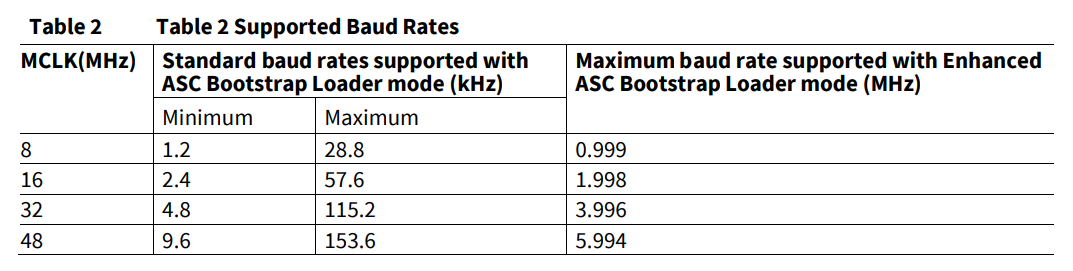 Table 2 Table 2 Supported Baud Rates
MCLK(MHz) Standard baud rates supported with Maximum baud rate supported with Enhanced
ASC Bootstrap Loader mode (kHz) ASC Bootstrap Loader mode (MHz)
Minimum Maximum
8 1.2 28.8 0.999
16 2.4 57.6 1.998
32 4.8 115.2 3.996
48 9.6 153.6 5.994